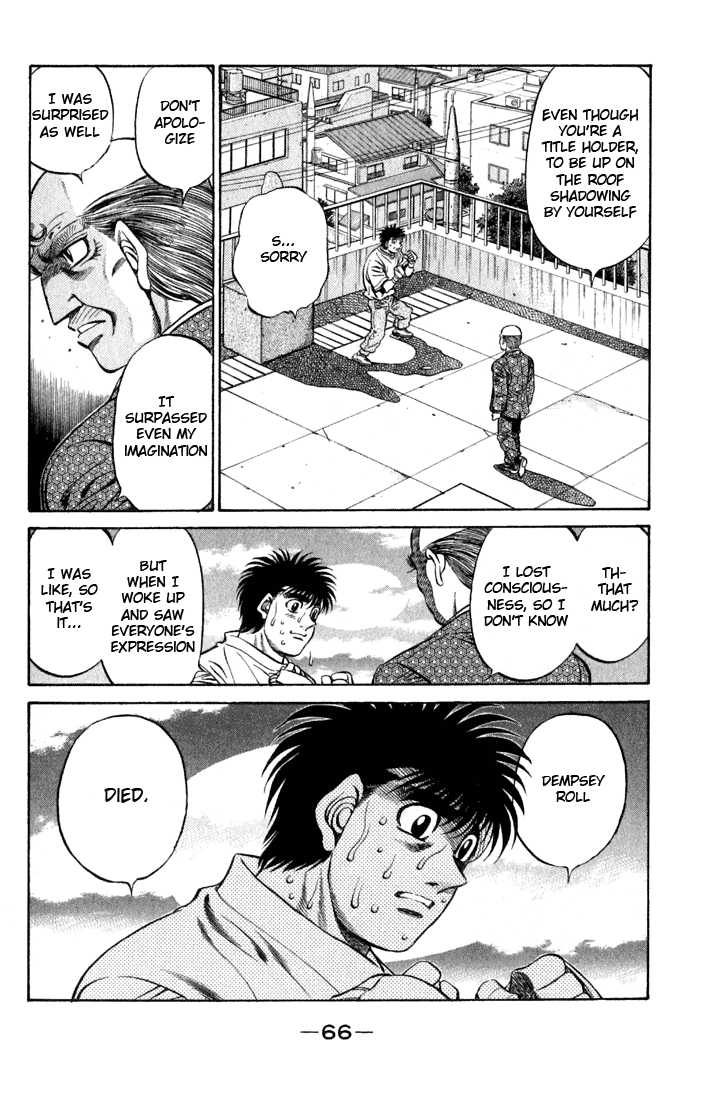 EVEN THOUGH
YOU'RE A
TITLE HOLDER,
TO BE UP ON
THE ROOF
SHADOWING
BY YOURSELF
S...
SORRY
DON'T
APOLO-
GIZE
I WAS
SURPRISED
AS WELL
IT
SURPASSED
EVEN MY
IMAGINATION
TH-
THAT
MUCH?
I LOST
CONSCIOUS-
NESS, SO I
DON'T KNOW
BUT
WHEN I
WOKE UP
AND SAW
EVERYONE'S
EXPRESSION
I WAS
LIKE, SO
THAT'S
IT...
DEMPSEY
ROLL
DIED.
—66—